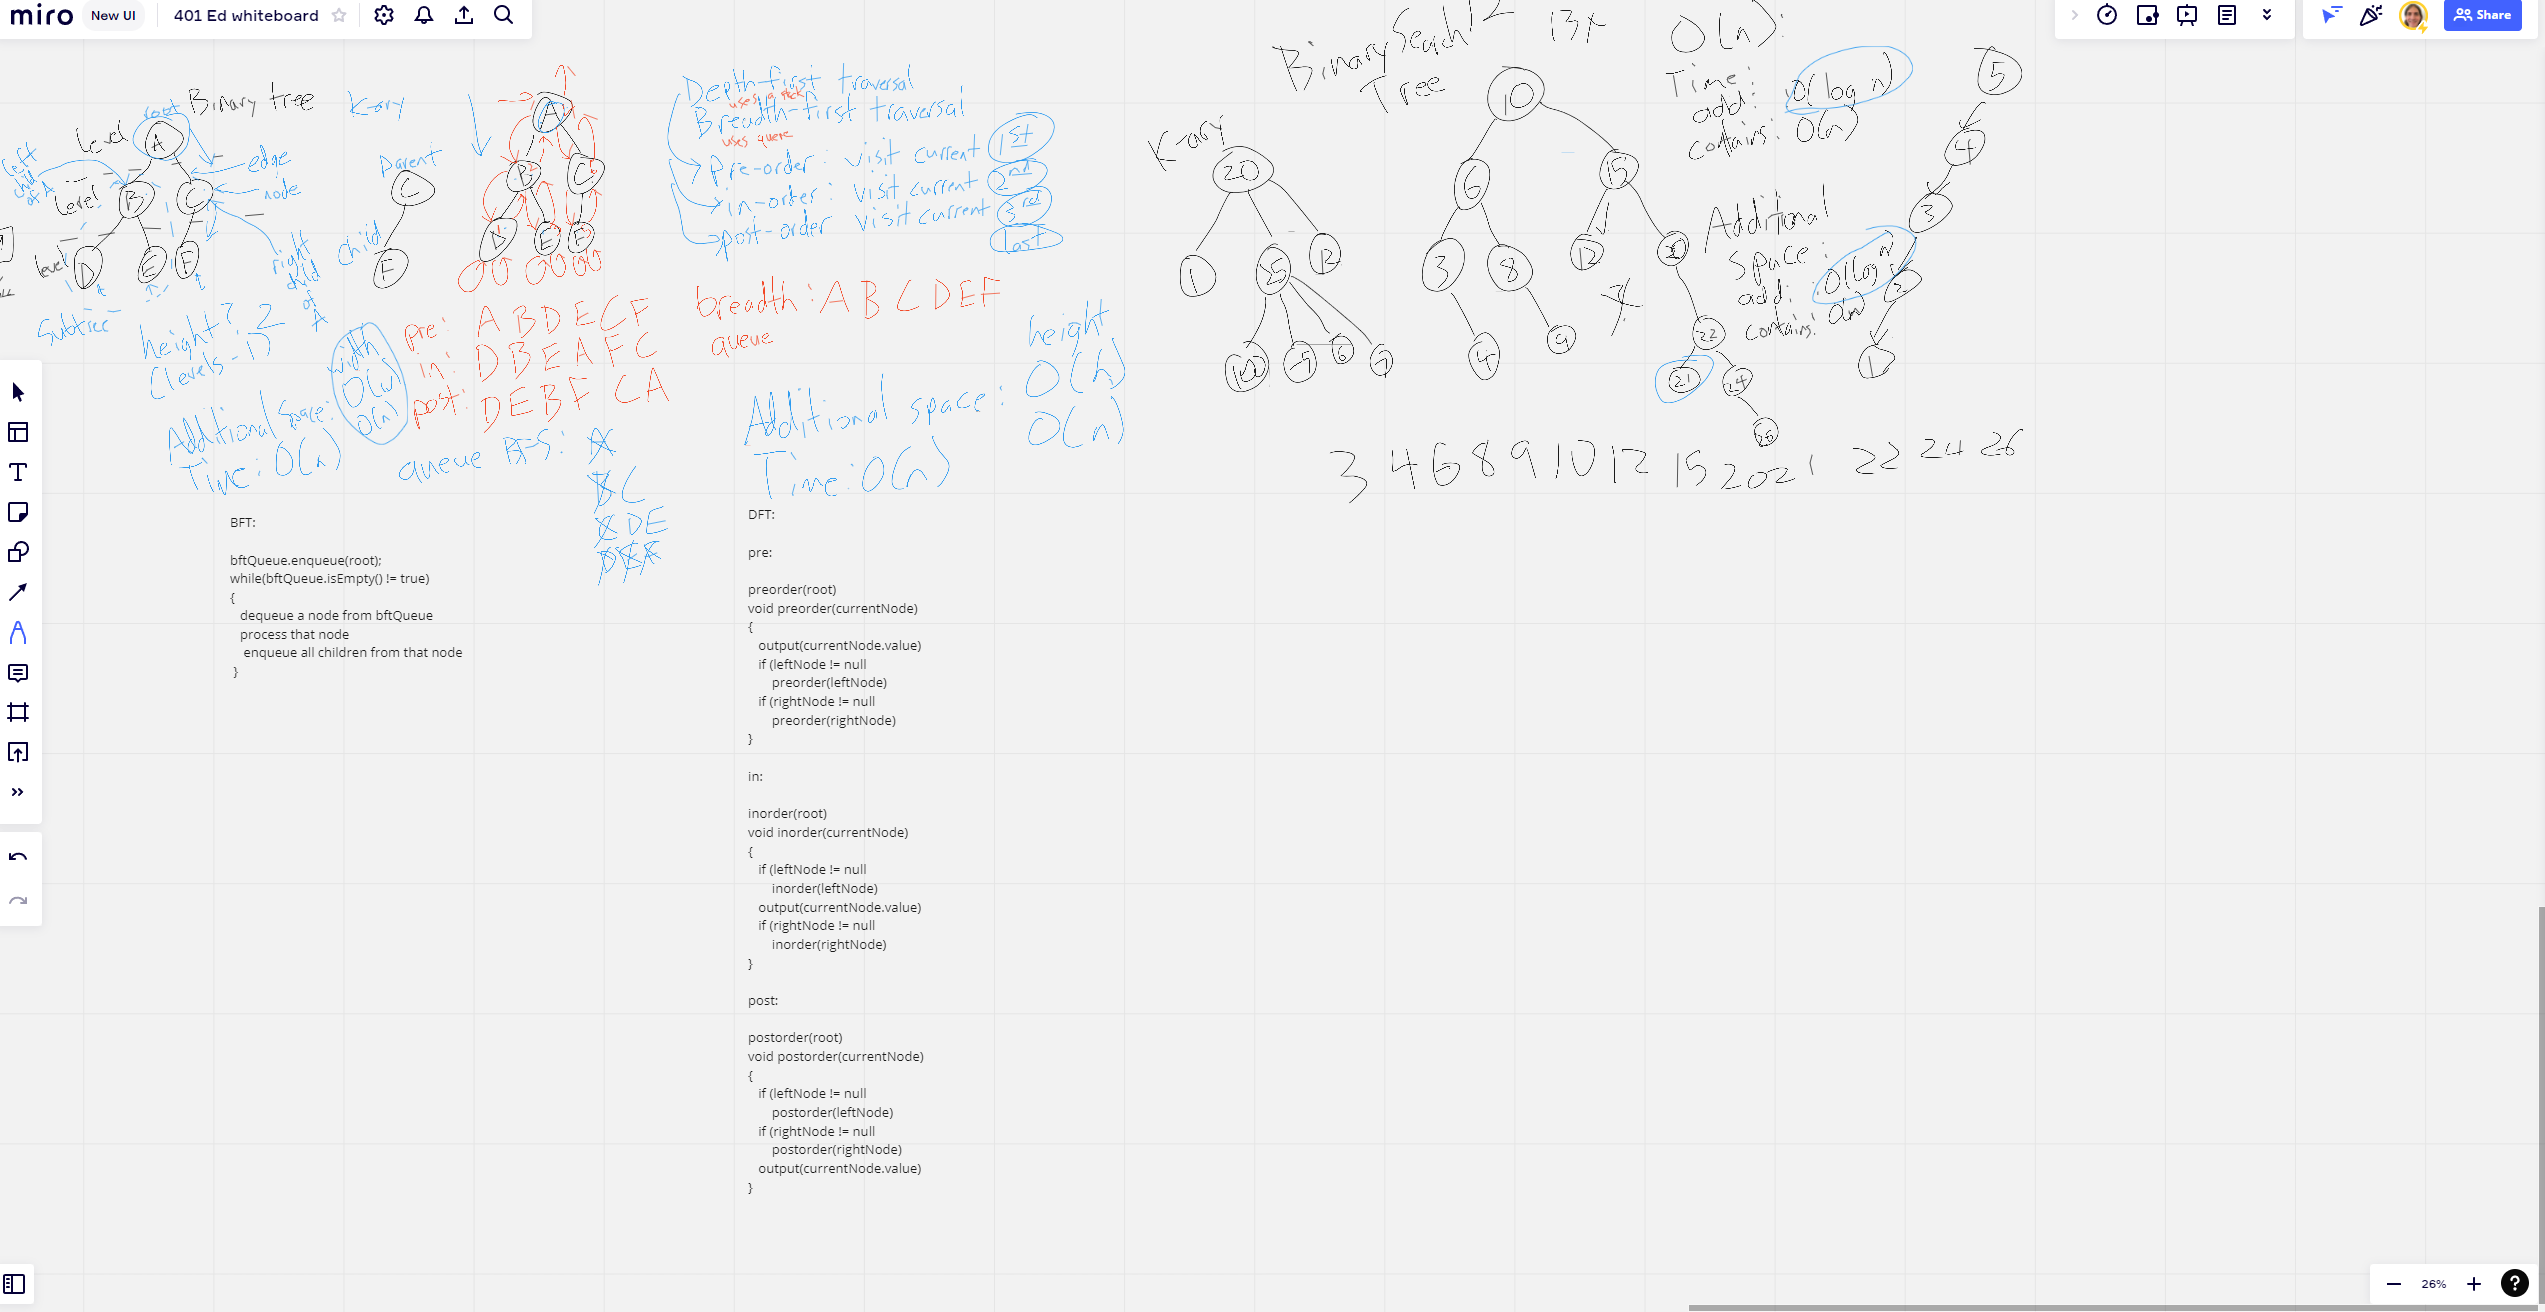 miro
New UI
401 Ed whiteboard
Share
root
Binary tree
K-ary
Level
A
edge
left
child
of A
node
Level
B
C
level
D
E
F
right
child
of
A
Subtree
height? 2
(levels - 1)
Parent
C
child
F
width
O(w)
O(n)
Additional Space:
Time: O(n)
A
B
C
D
E
F
pre: A B D E C F
in: D B E A F C
post: D E B F C A
queue BFS: A
B C
C D E
Depth-first traversal
uses a stack
Breadth-first traversal
uses queue
Pre-order: visit current 1st
in-order: visit current 2nd
post-order visit current 3rd
last
breadth: A B C D E F
queue
height
Additional space: O(h)
O(n)
Time: O(n)
K-ary
20
1
25
12
100
-5
6
7
Binary Seach
Tree
13x
10
6
15
3
8
12
4
9
22
21
24
26
O(n):
Time:
add: O(log n)
contains: O(n)
Additional
space:
add: O(log n)
contains: O(n)
5
4
3
2
1
3 4 6 8 9 10 12 15 20 21 22 24 26
BFT:
bftQueue.enqueue(root);
while(bftQueue.isEmpty() != true)
{
dequeue a node from bftQueue
process that node
enqueue all children from that node
}
DFT:
pre:
preorder(root)
void preorder(currentNode)
{
output(currentNode.value)
if (leftNode != null
preorder(leftNode)
if (rightNode != null
preorder(rightNode)
}
in:
inorder(root)
void inorder(currentNode)
{
if (leftNode != null
inorder(leftNode)
output(currentNode.value)
if (rightNode != null
inorder(rightNode)
}
post:
postorder(root)
void postorder(currentNode)
{
if (leftNode != null
postorder(leftNode)
if (rightNode != null
postorder(rightNode)
output(currentNode.value)
}
26%